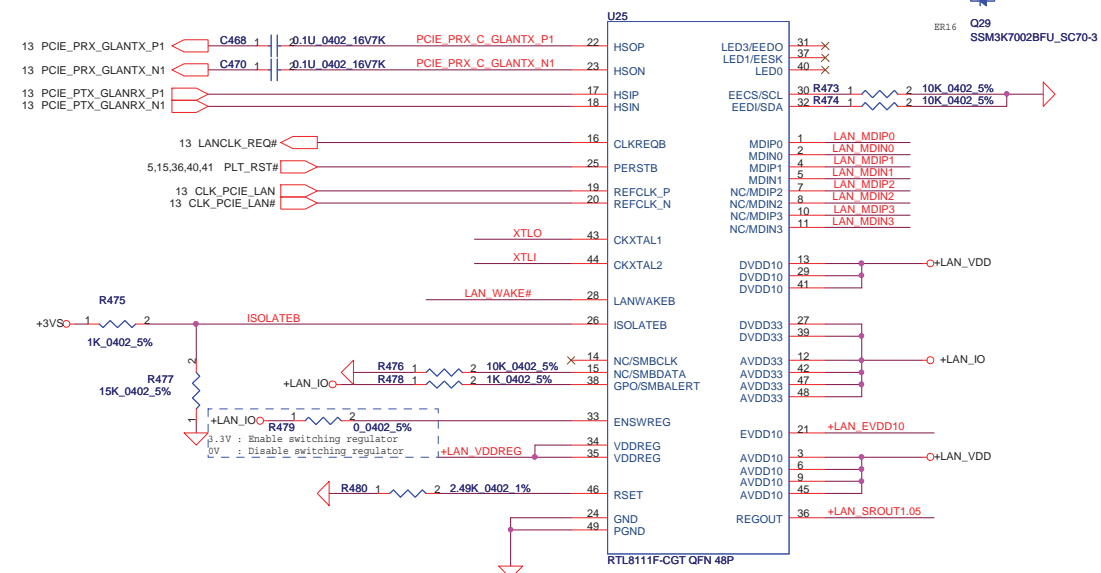 U25
ER16
Q29
SSM3K7002BFU_SC70-3
13 PCIE_PRX_GLANTX_P1 C468 1 2 0.1U_0402_16V7K PCIE_PRX_C_GLANTX_P1 22 HSOP
13 PCIE_PRX_GLANTX_N1 C470 1 2 0.1U_0402_16V7K PCIE_PRX_C_GLANTX_N1 23 HSON
13 PCIE_PTX_GLANRX_P1 17 HSIP
13 PCIE_PTX_GLANRX_N1 18 HSIN
13 LANCLK_REQ# 16 CLKREQB
5,15,36,40,41 PLT_RST# 25 PERSTB
13 CLK_PCIE_LAN 19 REFCLK_P
13 CLK_PCIE_LAN# 20 REFCLK_N
XTLO 43 CKXTAL1
XTLI 44 CKXTAL2
LAN_WAKE# 28 LANWAKEB
R475
+3VS 1 2 ISOLATEB 26 ISOLATEB
1K_0402_5%
2
R477
15K_0402_5%
1
14 NC/SMBCLK
R476 1 2 10K_0402_5% 15 NC/SMBDATA
+LAN_IO R478 1 2 1K_0402_5% 38 GPO/SMBALERT
+LAN_IO 1 2 33 ENSWREG
R479 0_0402_5%
3.3V : Enable switching regulator
0V : Disable switching regulator
34 VDDREG
+LAN_VDDREG 35 VDDREG
R480 1 2 2.49K_0402_1% 46 RSET
24 GND
49 PGND
LED3/EEDO 31
LED1/EESK 37
LED0 40
EECS/SCL 30 R473 1 2 10K_0402_5%
EEDI/SDA 32 R474 1 2 10K_0402_5%
MDIP0 1 LAN_MDIP0
MDIN0 2 LAN_MDIN0
MDIP1 4 LAN_MDIP1
MDIN1 5 LAN_MDIN1
NC/MDIP2 7 LAN_MDIP2
NC/MDIN2 8 LAN_MDIN2
NC/MDIP3 10 LAN_MDIP3
NC/MDIN3 11 LAN_MDIN3
DVDD10 13 +LAN_VDD
DVDD10 29
DVDD10 41
DVDD33 27
DVDD33 39
AVDD33 12 +LAN_IO
AVDD33 42
AVDD33 47
AVDD33 48
EVDD10 21 +LAN_EVDD10
AVDD10 3 +LAN_VDD
AVDD10 6
AVDD10 9
AVDD10 45
REGOUT 36 +LAN_SROUT1.05
RTL8111F-CGT QFN 48P